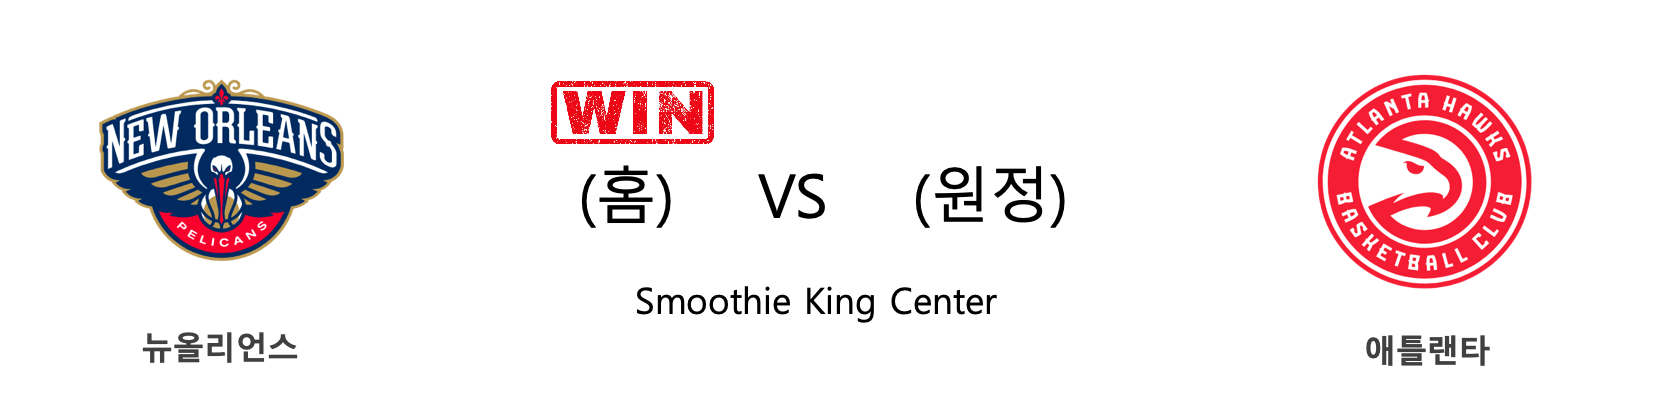 NEW ORLEANS
PELICANS
WIN
(홈) VS (원정)
Smoothie King Center
뉴올리언스
ATLANTA HAWKS
BASKETBALL CLUB
애틀랜타